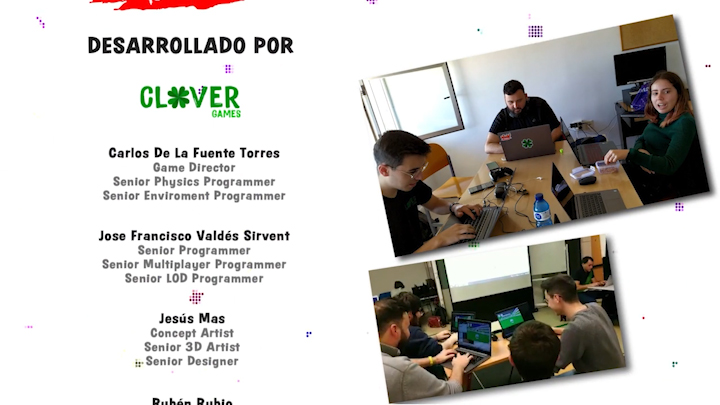 DESARROLLADO POR
CLOVER
GAMES
Carlos De La Fuente Torres
Game Director
Senior Physics Programmer
Senior Enviroment Programmer
Jose Francisco Valdés Sirvent
Senior Programmer
Senior Multiplayer Programmer
Senior LOD Programmer
Jesús Mas
Concept Artist
Senior 3D Artist
Senior Designer
Rubén Rubio